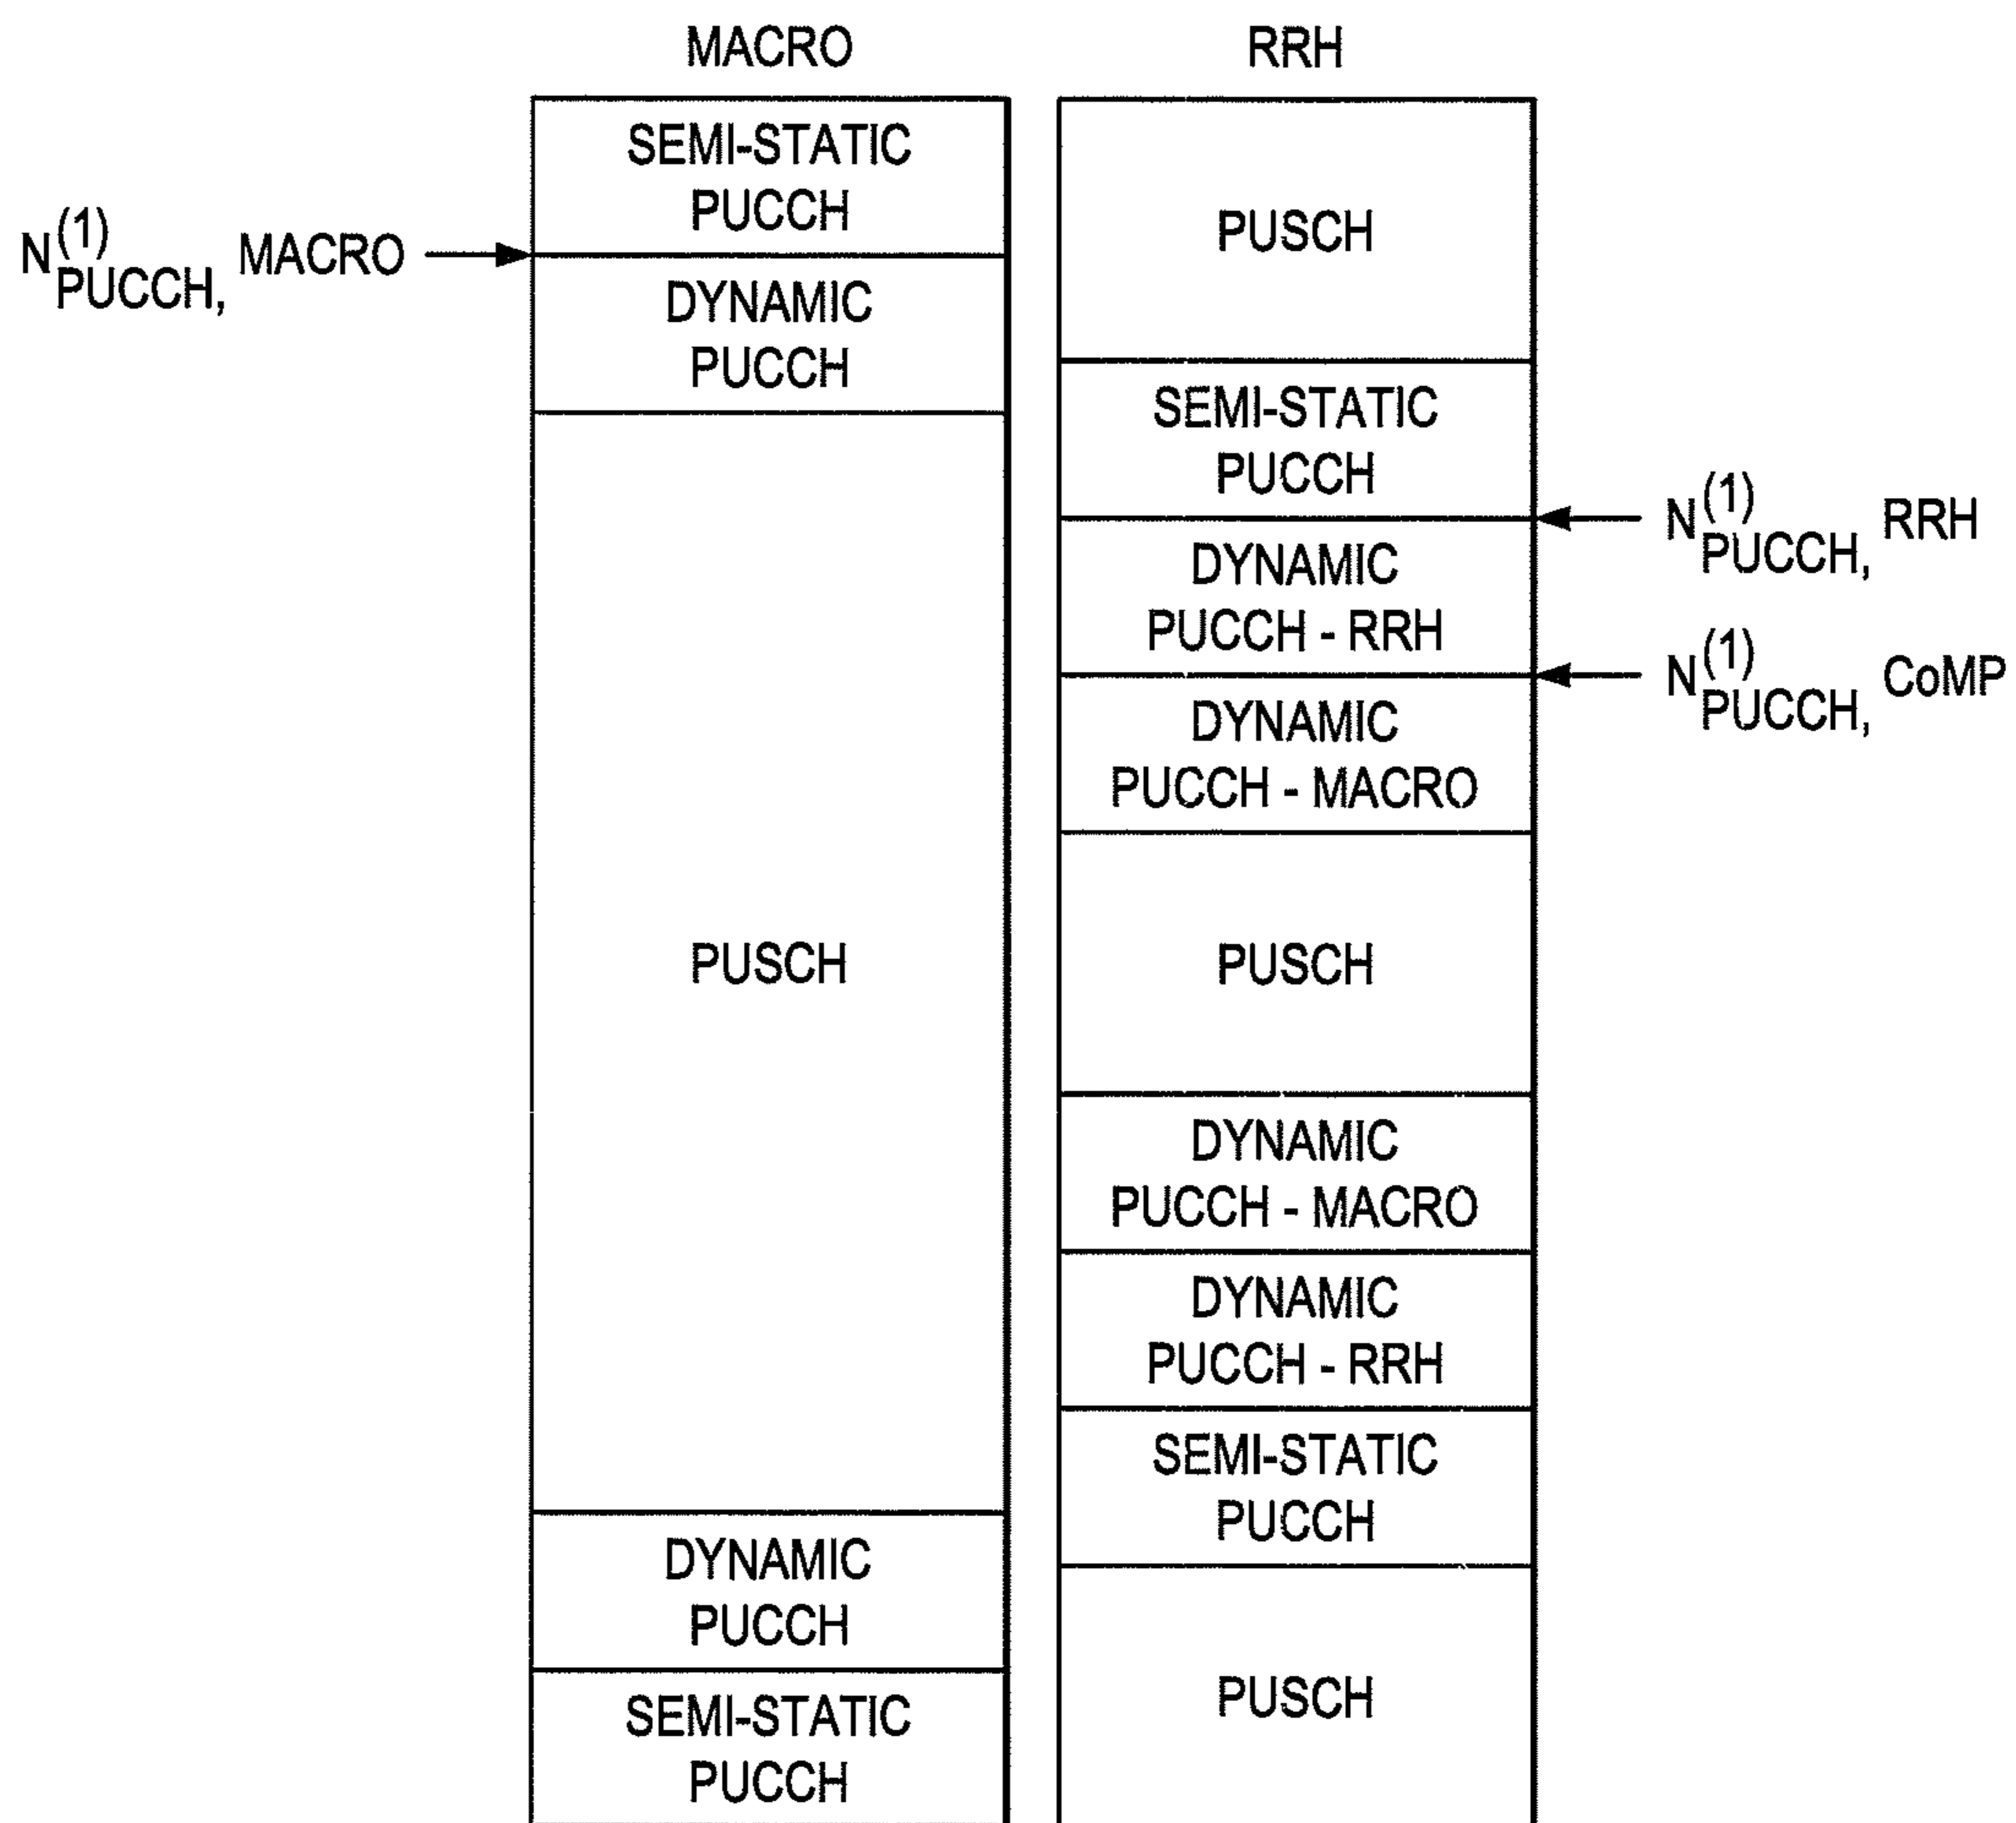 MACRO
SEMI-STATIC
PUCCH
N(1)PUCCH, MACRO
DYNAMIC
PUCCH
PUSCH
DYNAMIC
PUCCH
SEMI-STATIC
PUCCH
RRH
PUSCH
SEMI-STATIC
PUCCH
N(1)PUCCH, RRH
DYNAMIC
PUCCH - RRH
N(1)PUCCH, CoMP
DYNAMIC
PUCCH - MACRO
PUSCH
DYNAMIC
PUCCH - MACRO
DYNAMIC
PUCCH - RRH
SEMI-STATIC
PUCCH
PUSCH